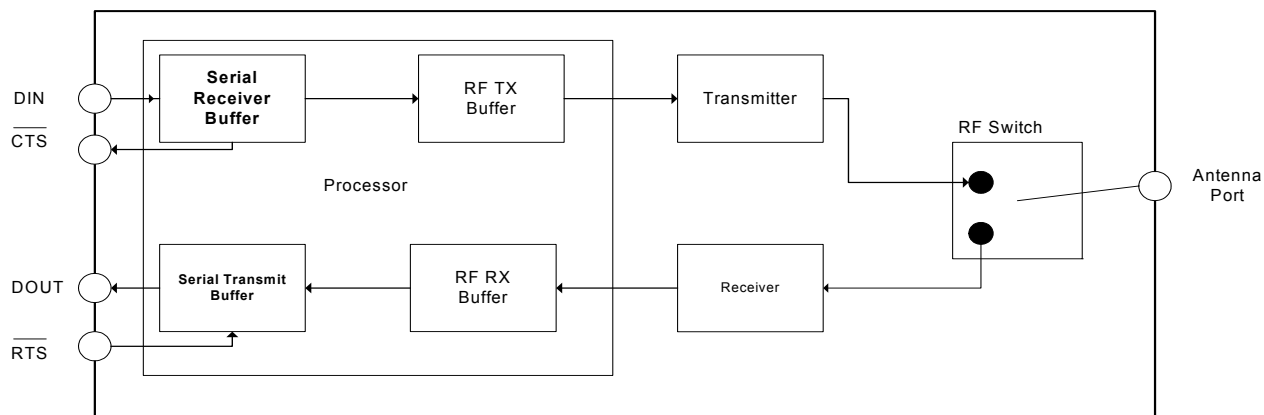 DIN
CTS
Serial
Receiver
Buffer
RF TX
Buffer
Transmitter
RF Switch
Antenna
Port
Processor
DOUT
RTS
Serial Transmit
Buffer
RF RX
Buffer
Receiver